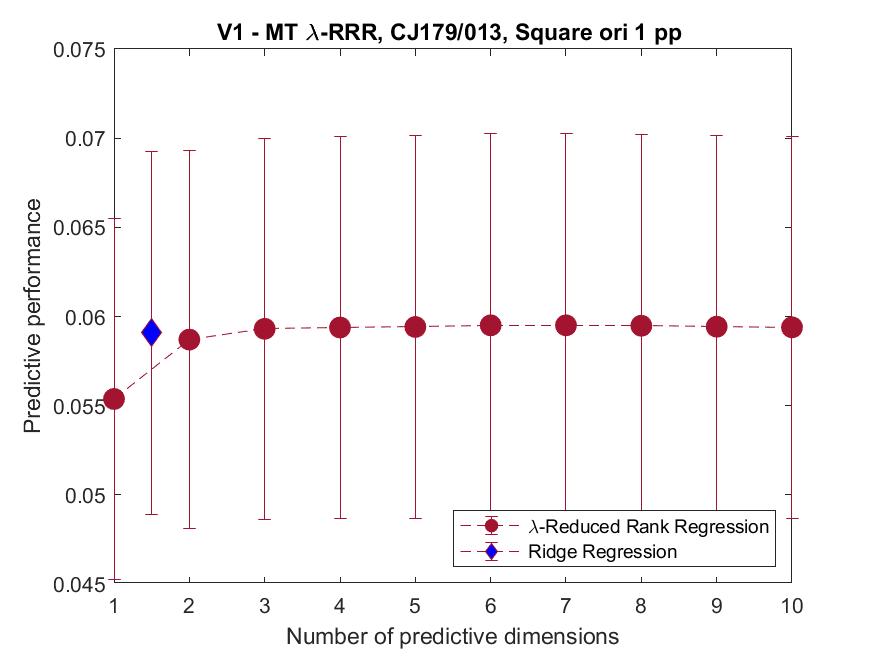 V1 - MT λ-RRR, CJ179/013, Square ori 1 pp
Predictive performance
0.075
0.07
0.065
0.06
0.055
0.05
0.045
1 2 3 4 5 6 7 8 9 10
Number of predictive dimensions
λ-Reduced Rank Regression
Ridge Regression